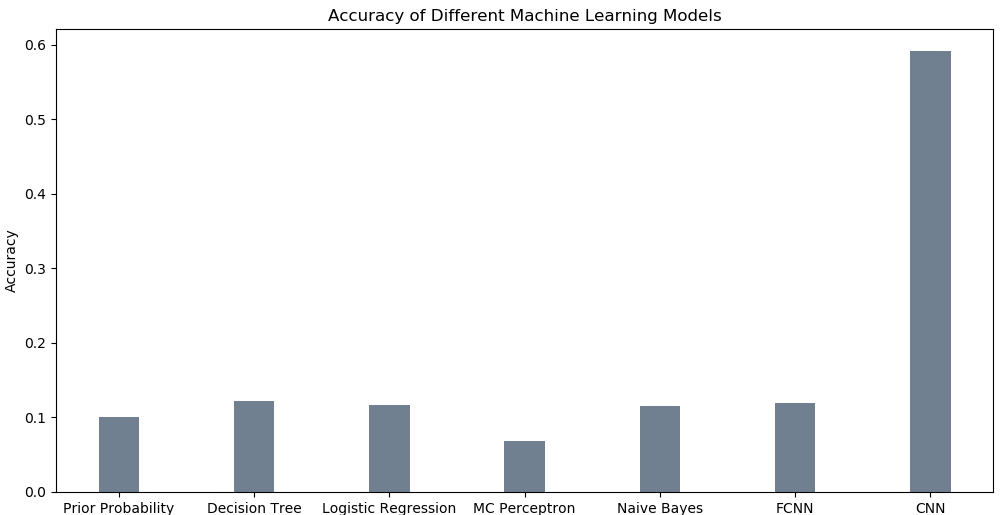 Accuracy of Different Machine Learning Models
0.6
0.5
0.4
0.3
0.2
0.1
0.0
Accuracy
Prior Probability Decision Tree Logistic Regression MC Perceptron Naive Bayes FCNN CNN